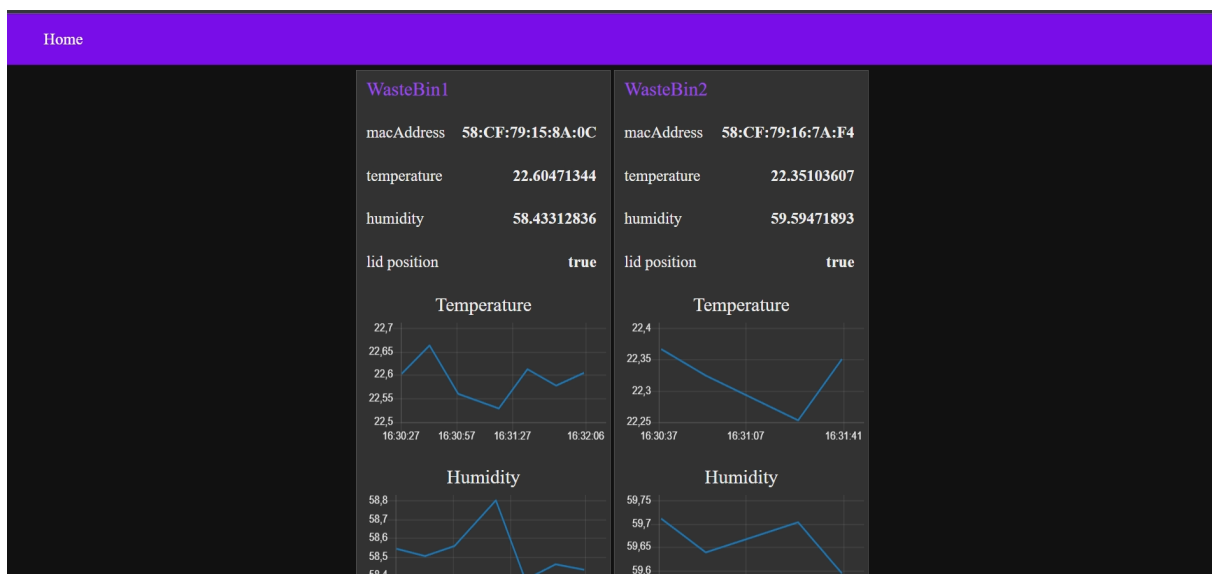 Home
WasteBin1
macAddress 58:CF:79:15:8A:0C
temperature 22.60471344
humidity 58.43312836
lid position true
Temperature
22,7
22,65
22,6
22,55
22,5
16:30:27 16:30:57 16:31:27 16:32:06
Humidity
58,8
58,7
58,6
58,5
58,4
WasteBin2
macAddress 58:CF:79:16:7A:F4
temperature 22.35103607
humidity 59.59471893
lid position true
Temperature
22,4
22,35
22,3
22,25
16:30:37 16:31:07 16:31:41
Humidity
59,75
59,7
59,65
59,6